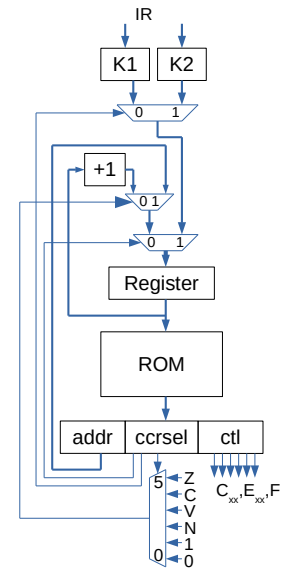 IR
K1 K2
0 1
+1
0 1
0 1
Register
ROM
addr ccrsel ctl
Cxx,Exx,F
5 Z
C
V
N
1
0 0